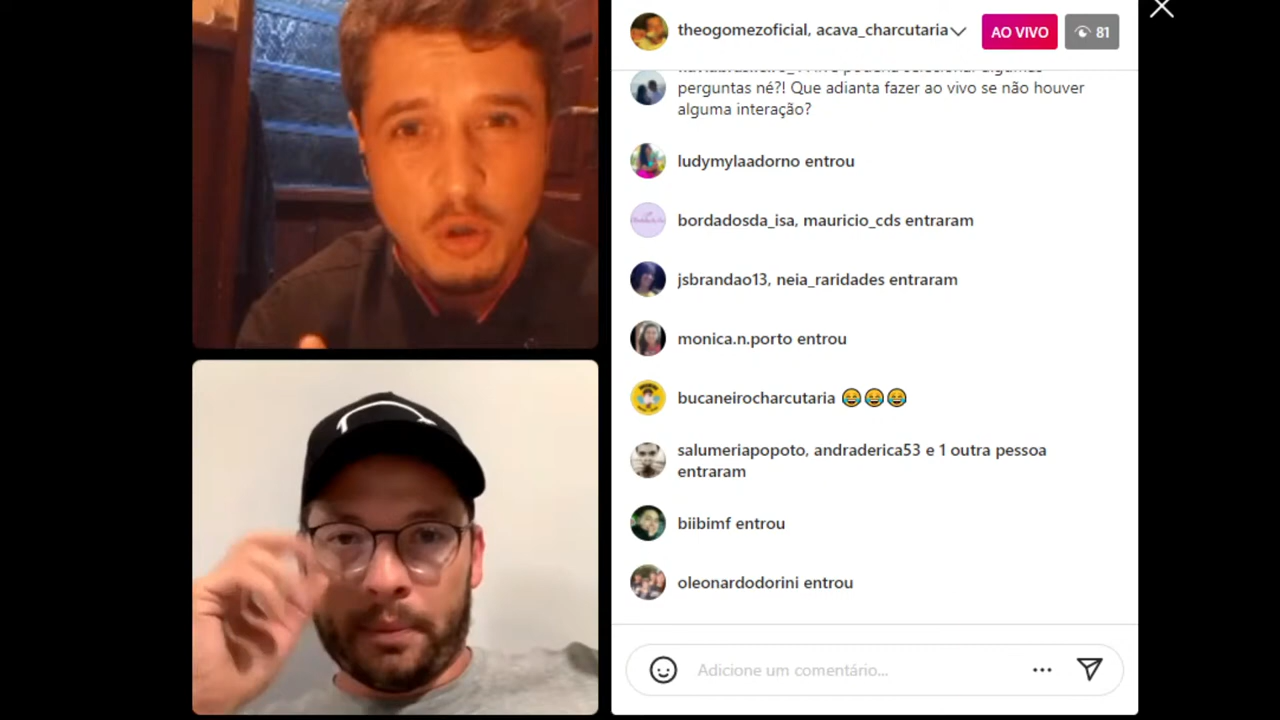 theogomezoficial, acava_charcutaria
AO VIVO
81
perguntas né?! Que adianta fazer ao vivo se não houver
alguma interação?
ludymylaadorno entrou
bordadosda_isa, mauricio_cds entraram
jsbrandao13, neia_raridades entraram
monica.n.porto entrou
bucaneirocharcutaria 😂😂😂
salumeriapopoto, andraderica53 e 1 outra pessoa
entraram
biibimf entrou
oleonardodorini entrou
Adicione um comentário...